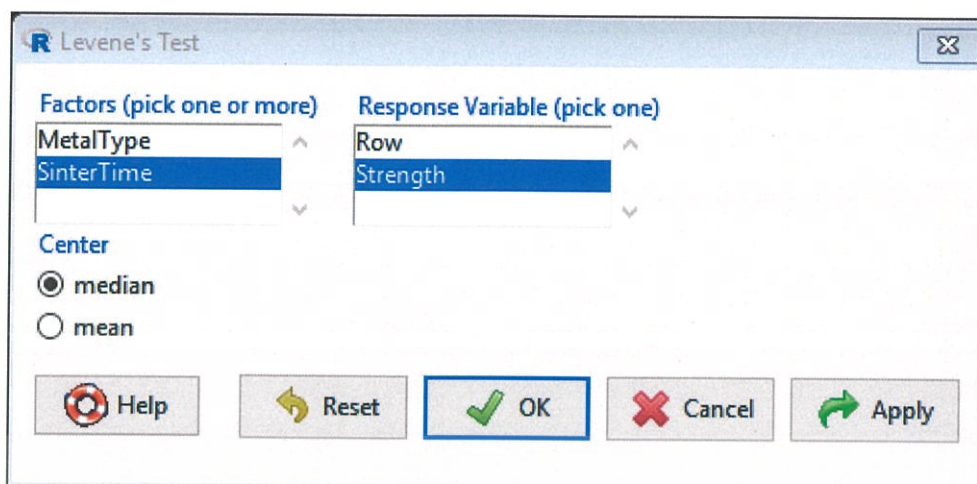 R Levene's Test
Factors (pick one or more)
Response Variable (pick one)
MetalType
SinterTime
Row
Strength
Center
median
mean
Help
Reset
OK
Cancel
Apply